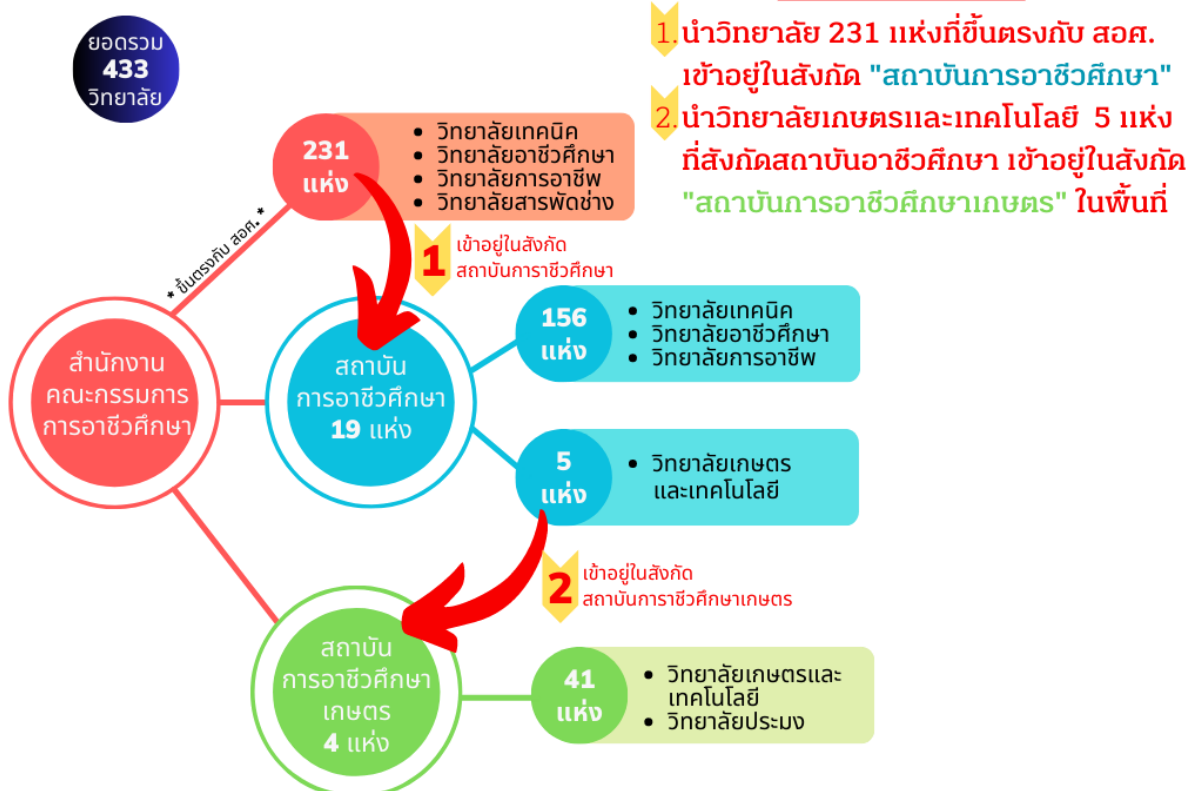 ยอดรวม
433
วิทยาลัย
1.นำวิทยาลัย 231 แห่งที่ขึ้นตรงกับ สอศ.
เข้าอยู่ในสังกัด "สถาบันการอาชีวศึกษา"
2.นำวิทยาลัยเกษตรและเทคโนโลยี 5 แห่ง
ที่สังกัดสถาบันอาชีวศึกษา เข้าอยู่ในสังกัด
"สถาบันการอาชีวศึกษาเกษตร" ในพื้นที่
231
แห่ง
• วิทยาลัยเทคนิค
• วิทยาลัยอาชีวศึกษา
• วิทยาลัยการอาชีพ
• วิทยาลัยสารพัดช่าง
* ขึ้นตรงกับ สอศ. *
1
เข้าอยู่ในสังกัด
สถาบันการาชีวศึกษา
สำนักงาน
คณะกรรมการ
การอาชีวศึกษา
สถาบัน
การอาชีวศึกษา
19 แห่ง
156
แห่ง
• วิทยาลัยเทคนิค
• วิทยาลัยอาชีวศึกษา
• วิทยาลัยการอาชีพ
5
แห่ง
• วิทยาลัยเกษตร
และเทคโนโลยี
2
เข้าอยู่ในสังกัด
สถาบันการาชีวศึกษาเกษตร
สถาบัน
การอาชีวศึกษา
เกษตร
4 แห่ง
41
แห่ง
• วิทยาลัยเกษตรและ
เทคโนโลยี
• วิทยาลัยประมง